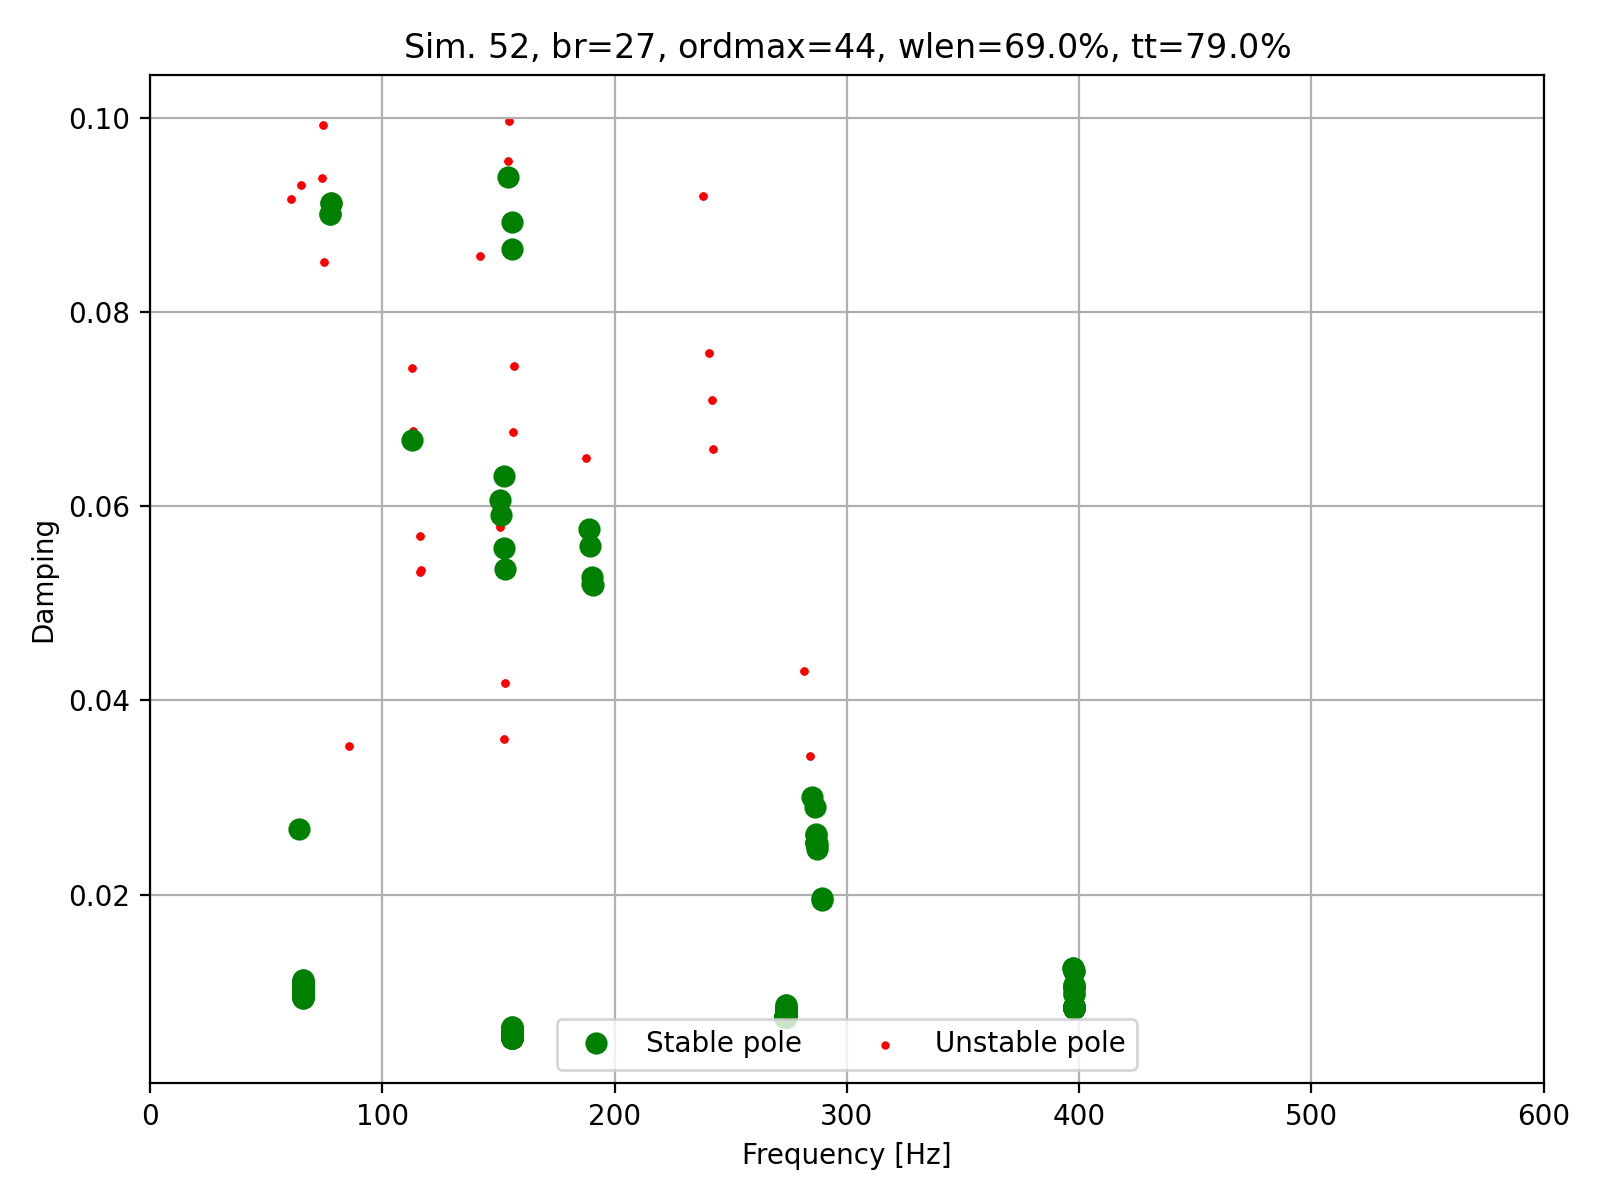 Sim. 52, br=27, ordmax=44, wlen=69.0%, tt=79.0%
0.10
0.08
0.06
0.04
0.02
Damping
Stable pole
Unstable pole
0 100 200 300 400 500 600
Frequency [Hz]